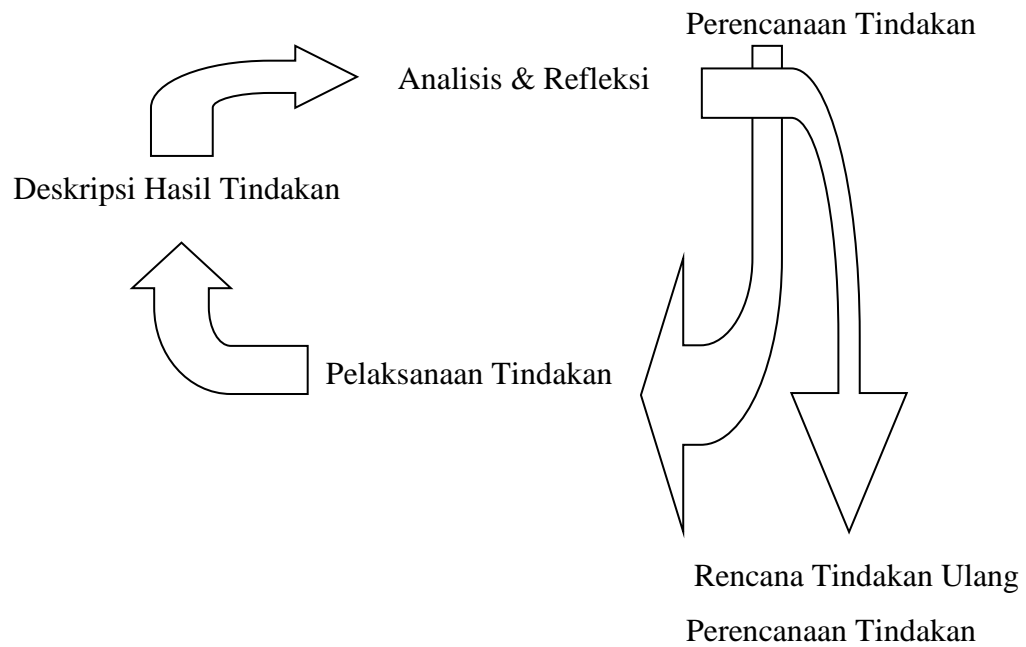 Perencanaan Tindakan
Analisis & Refleksi
Deskripsi Hasil Tindakan
Pelaksanaan Tindakan
Rencana Tindakan Ulang
Perencanaan Tindakan